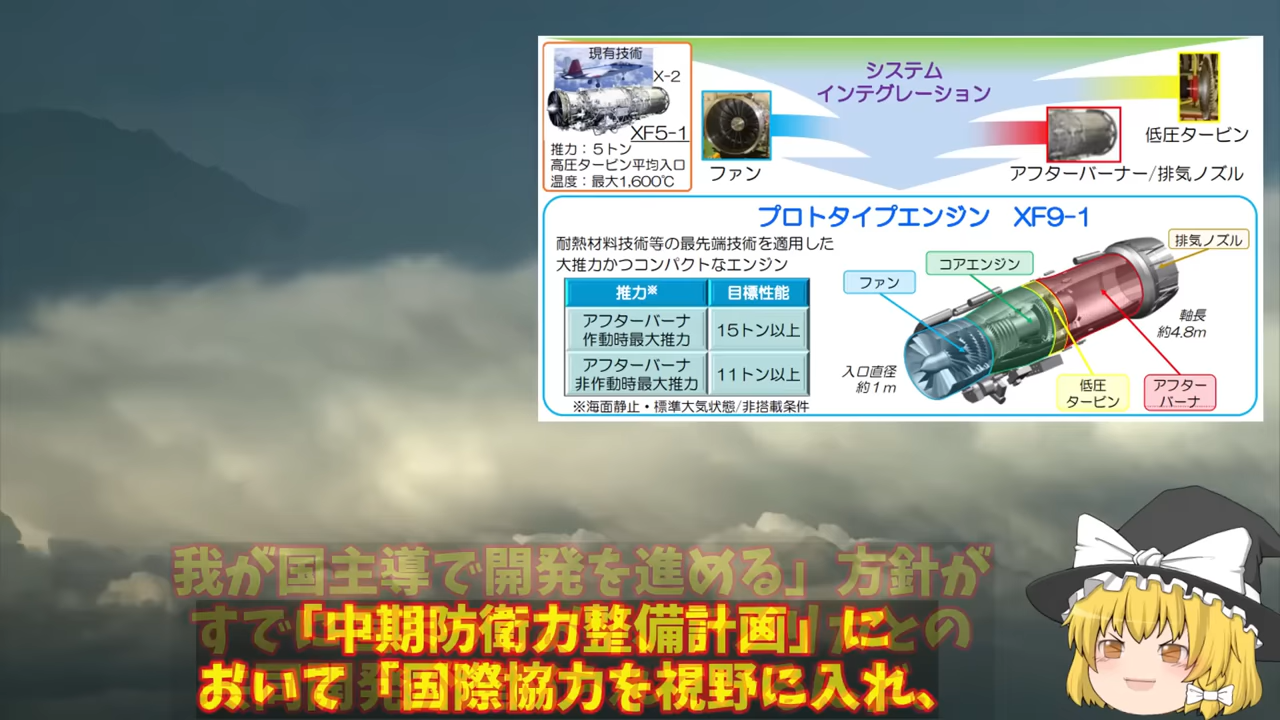 現有技術
X-2
XF5-1
推力：５トン
高圧タービン平均入口
温度：最大1,600℃
ファン
システム
インテグレーション
アフターバーナー/排気ノズル
低圧タービン
プロトタイプエンジン　XF9-1
耐熱材料技術等の最先端技術を適用した
大推力かつコンパクトなエンジン
推力※
目標性能
アフターバーナ
作動時最大推力
15トン以上
アフターバーナ
非作動時最大推力
11トン以上
※海面静止・標準大気状態/非搭載条件
ファン
コアエンジン
排気ノズル
軸長
約4.8m
入口直径
約１m
低圧
タービン
アフター
バーナ
我が国主導で開発を進める」方針が
「中期防衛力整備計画」に
おいて「国際協力を視野に入れ、